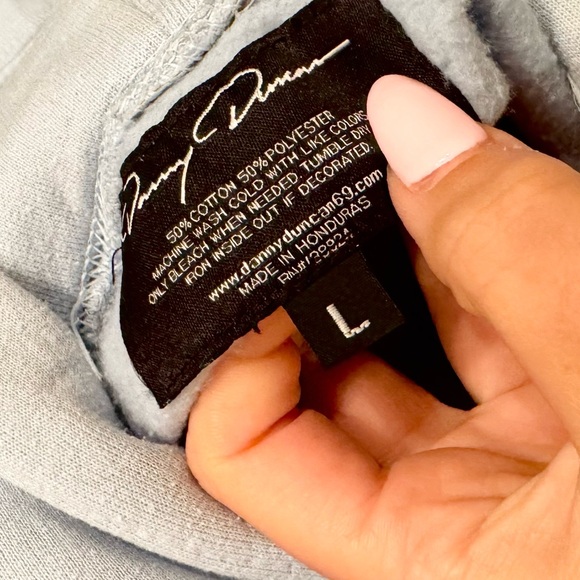 Danny Duncan
50% COTTON 50% POLYESTER
MACHINE WASH COLD WITH LIKE COLORS
ONLY BLEACH WHEN NEEDED. TUMBLE DRY
IRON INSIDE OUT IF DECORATED.
www.dannyduncan69.com
MADE IN HONDURAS
L